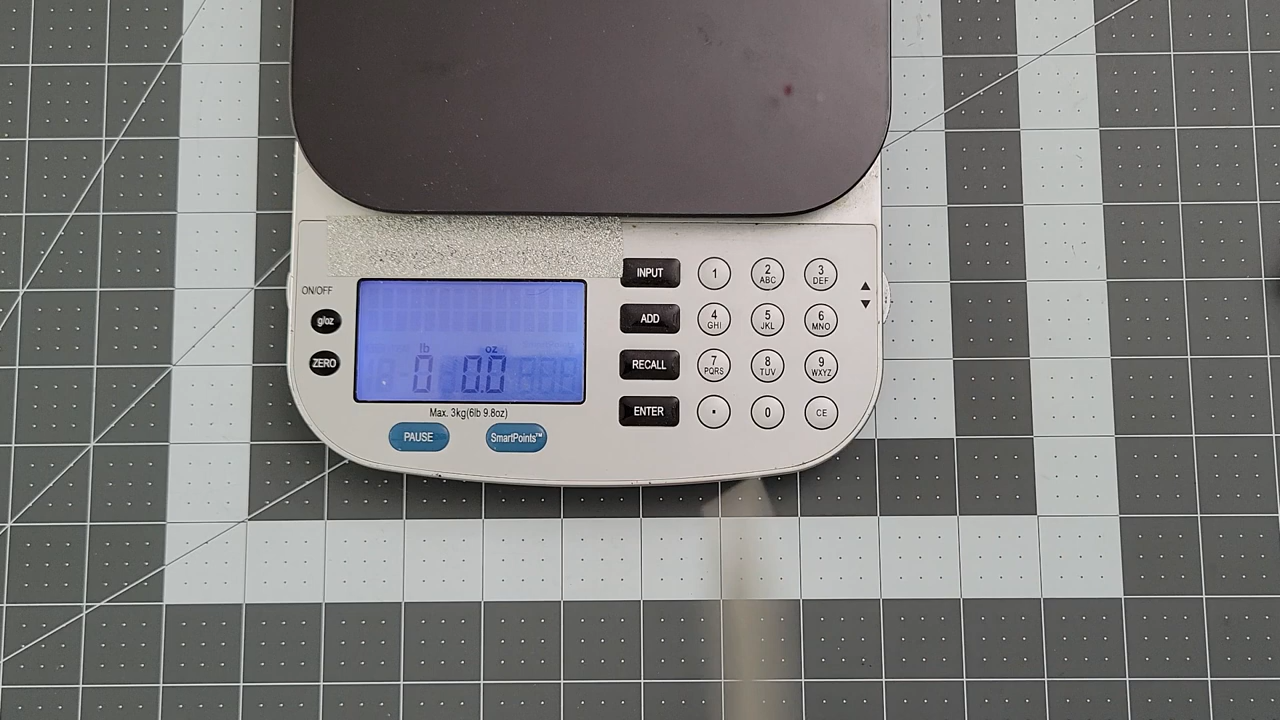 ON/OFF
g/oz
ZERO
lb oz
0 0.0
Max. 3kg(6lb 9.8oz)
PAUSE
SmartPoints™
INPUT
ADD
RECALL
ENTER
1
2 ABC
3 DEF
4 GHI
5 JKL
6 MNO
7 PQRS
8 TUV
9 WXYZ
.
0
CE